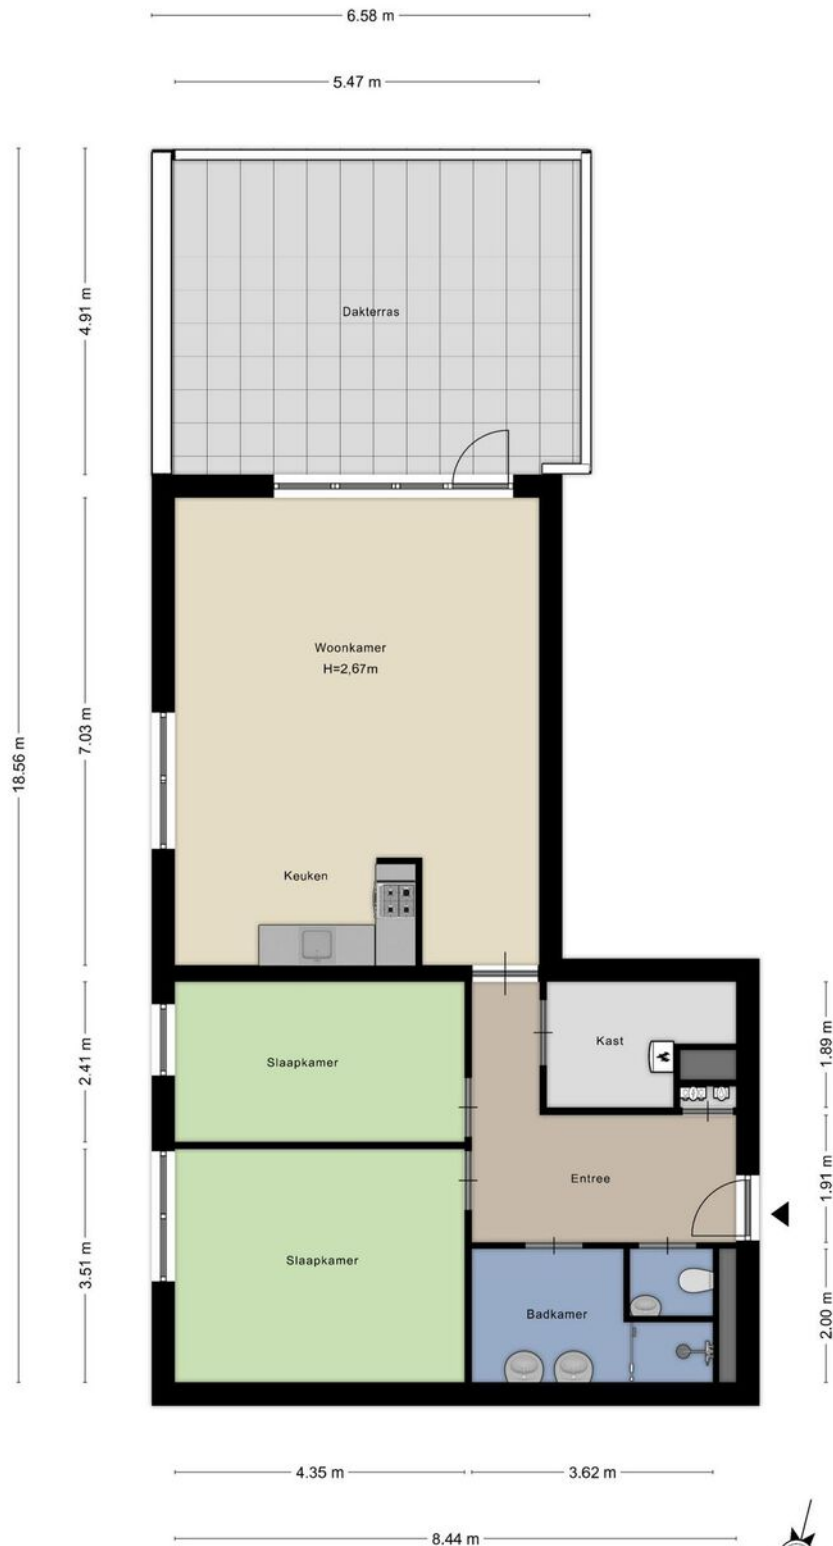 6.58 m
5.47 m
4.91 m
Dakterras
18.56 m
7.03 m
Woonkamer
H=2,67m
Keuken
2.41 m
Slaapkamer
Kast
1.89 m
Entree
1.91 m
3.51 m
Slaapkamer
Badkamer
2.00 m
4.35 m
3.62 m
8.44 m